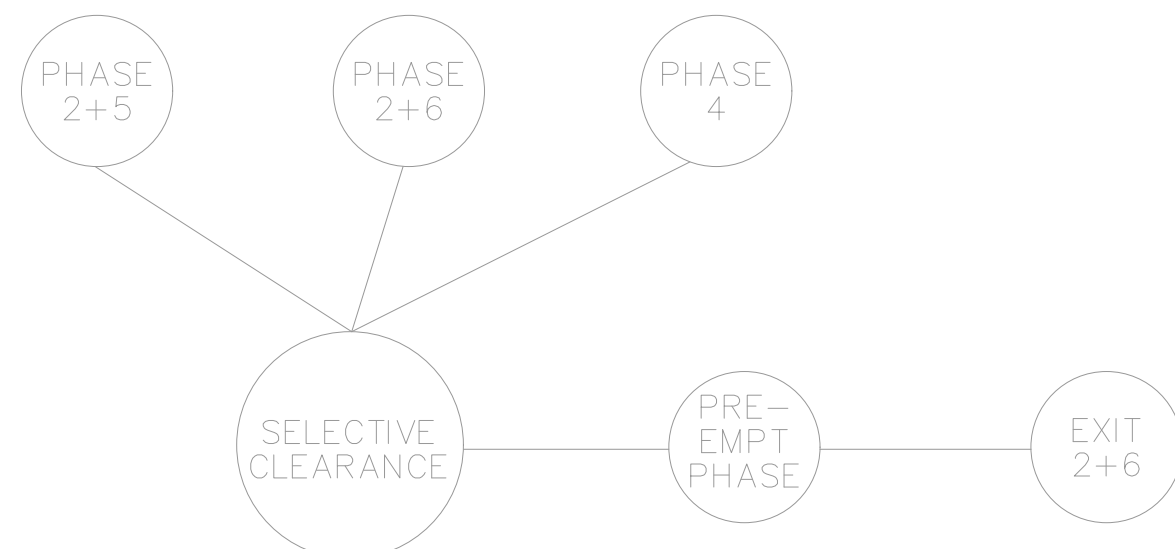 PHASE
2+5
PHASE
2+6
PHASE
4
SELECTIVE
CLEARANCE
PRE-
EMPT
PHASE
EXIT
2+6